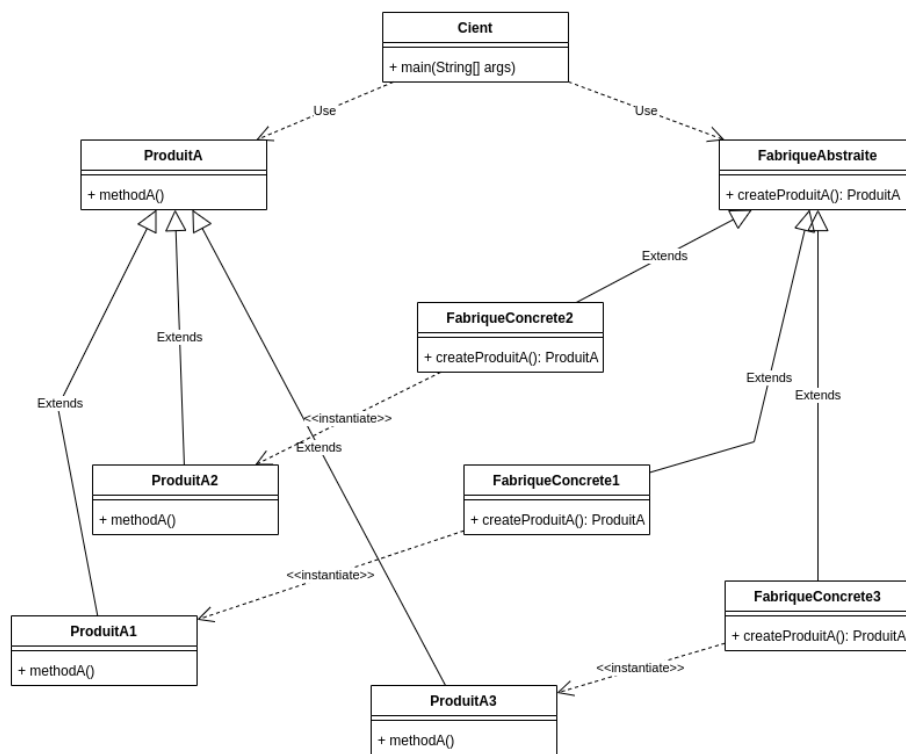 Cient
+ main(String[] args)
Use
Use
ProduitA
+ methodA()
FabriqueAbstraite
+ createProduitA(): ProduitA
Extends
FabriqueConcrete2
+ createProduitA(): ProduitA
Extends
Extends
Extends
Extends
<<instantiate>>
Extends
ProduitA2
+ methodA()
FabriqueConcrete1
+ createProduitA(): ProduitA
<<instantiate>>
FabriqueConcrete3
+ createProduitA(): ProduitA
ProduitA1
+ methodA()
<<instantiate>>
ProduitA3
+ methodA()